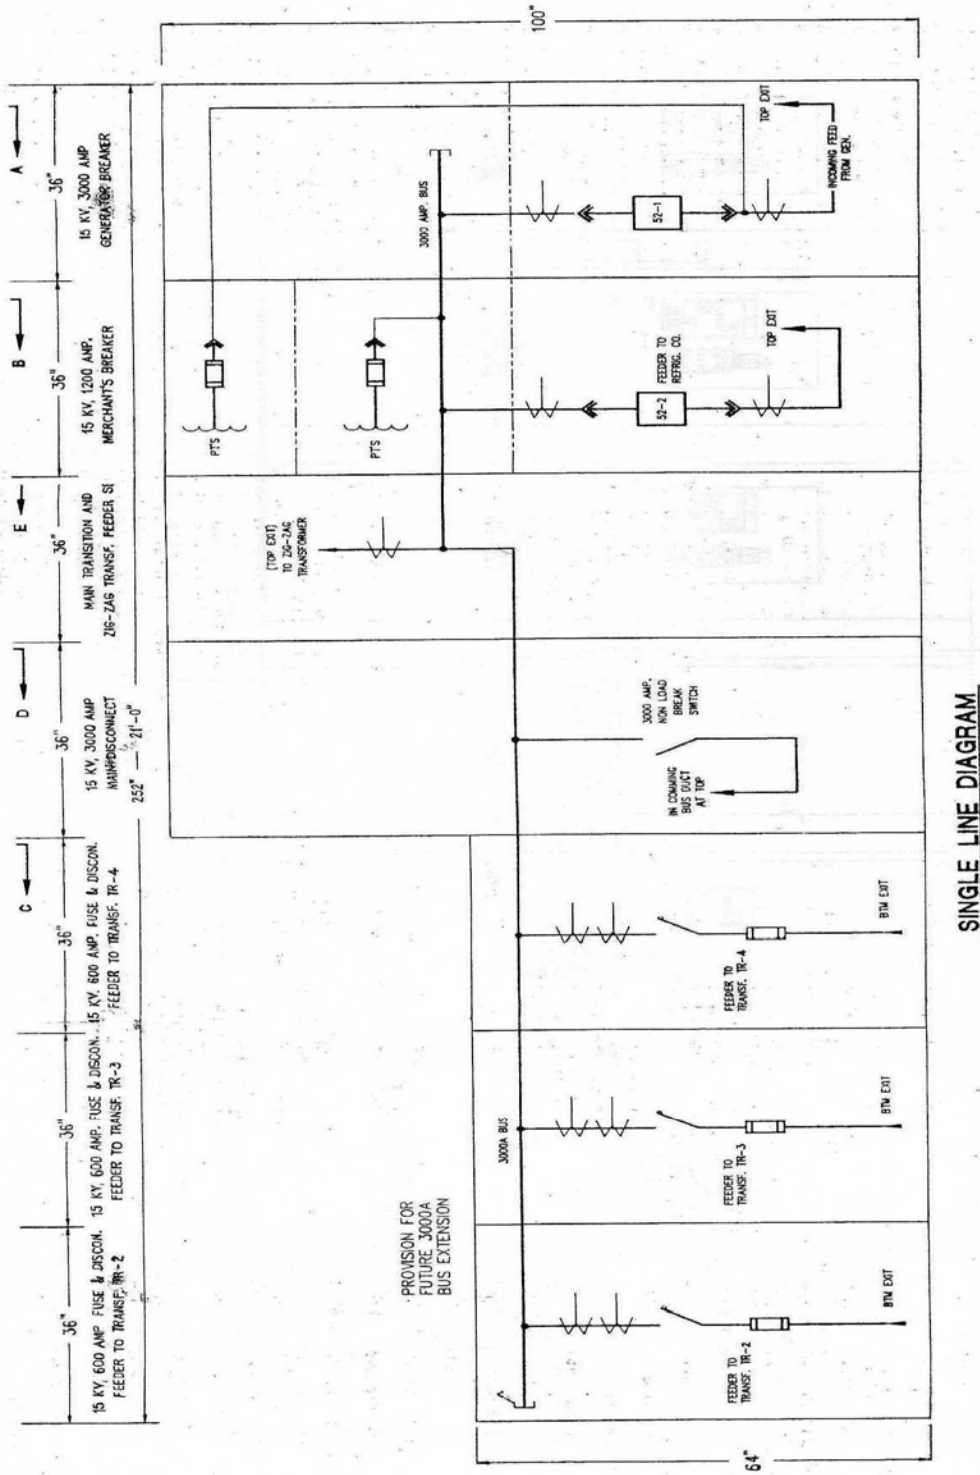 36"
36"
36"
36"
36"
36"
36"
C
D
E
B
A
15 KV, 600 AMP FUSE & DISCON.
FEEDER TO TRANSF. TR-2
15 KV, 600 AMP. FUSE & DISCON.
FEEDER TO TRANSF. TR-3
15 KV. 600 AMP. FUSE & DISCON.
FEEDER TO TRANSF. TR-4
15 KV, 3000 AMP
MAIN DISCONNECT
MAIN TRANSITION AND
ZIG-ZAG TRANSF. FEEDER SE
15 KV, 1200 AMP.
MERCHANT'S BREAKER
15 KV, 3000 AMP
GENERATOR BREAKER
252"
21'-0"
100"
64"
PTS
PTS
(TOP EXIT)
TO ZIG-ZAG
TRANSFORMER
3000 AMP. BUS
PROVISION FOR
FUTURE 3000A
BUS EXTENSION
3000A BUS
FEEDER TO
TRANSF. TR-2
BTM EXIT
FEEDER TO
TRANSF. TR-3
BTM EXIT
FEEDER TO
TRANSF. TR-4
BTM EXIT
3000 AMP.
NON LOAD
BREAK
SWITCH
IN COMMING
BUS DUCT
AT TOP
52-2
FEEDER TO
REFRIG. CO.
TOP EXIT
52-1
TOP EXIT
INCOMING FEED
FROM GEN.
SINGLE LINE DIAGRAM